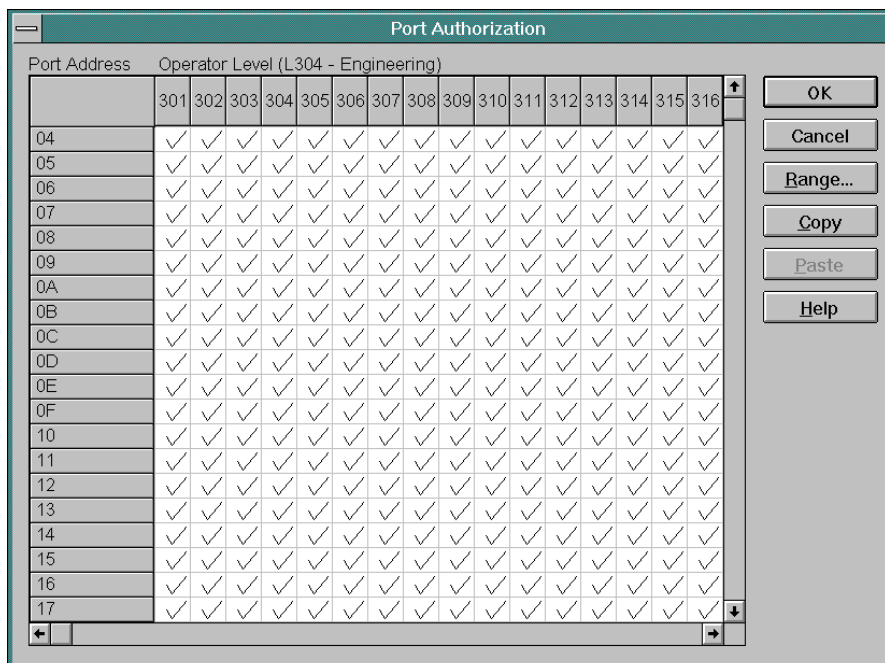 Port Authorization
Port Address Operator Level (L304 - Engineering)
301 302 303 304 305 306 307 308 309 310 311 312 313 314 315 316
04
05
06
07
08
09
0A
0B
0C
0D
0E
0F
10
11
12
13
14
15
16
17
OK
Cancel
Range...
Copy
Paste
Help